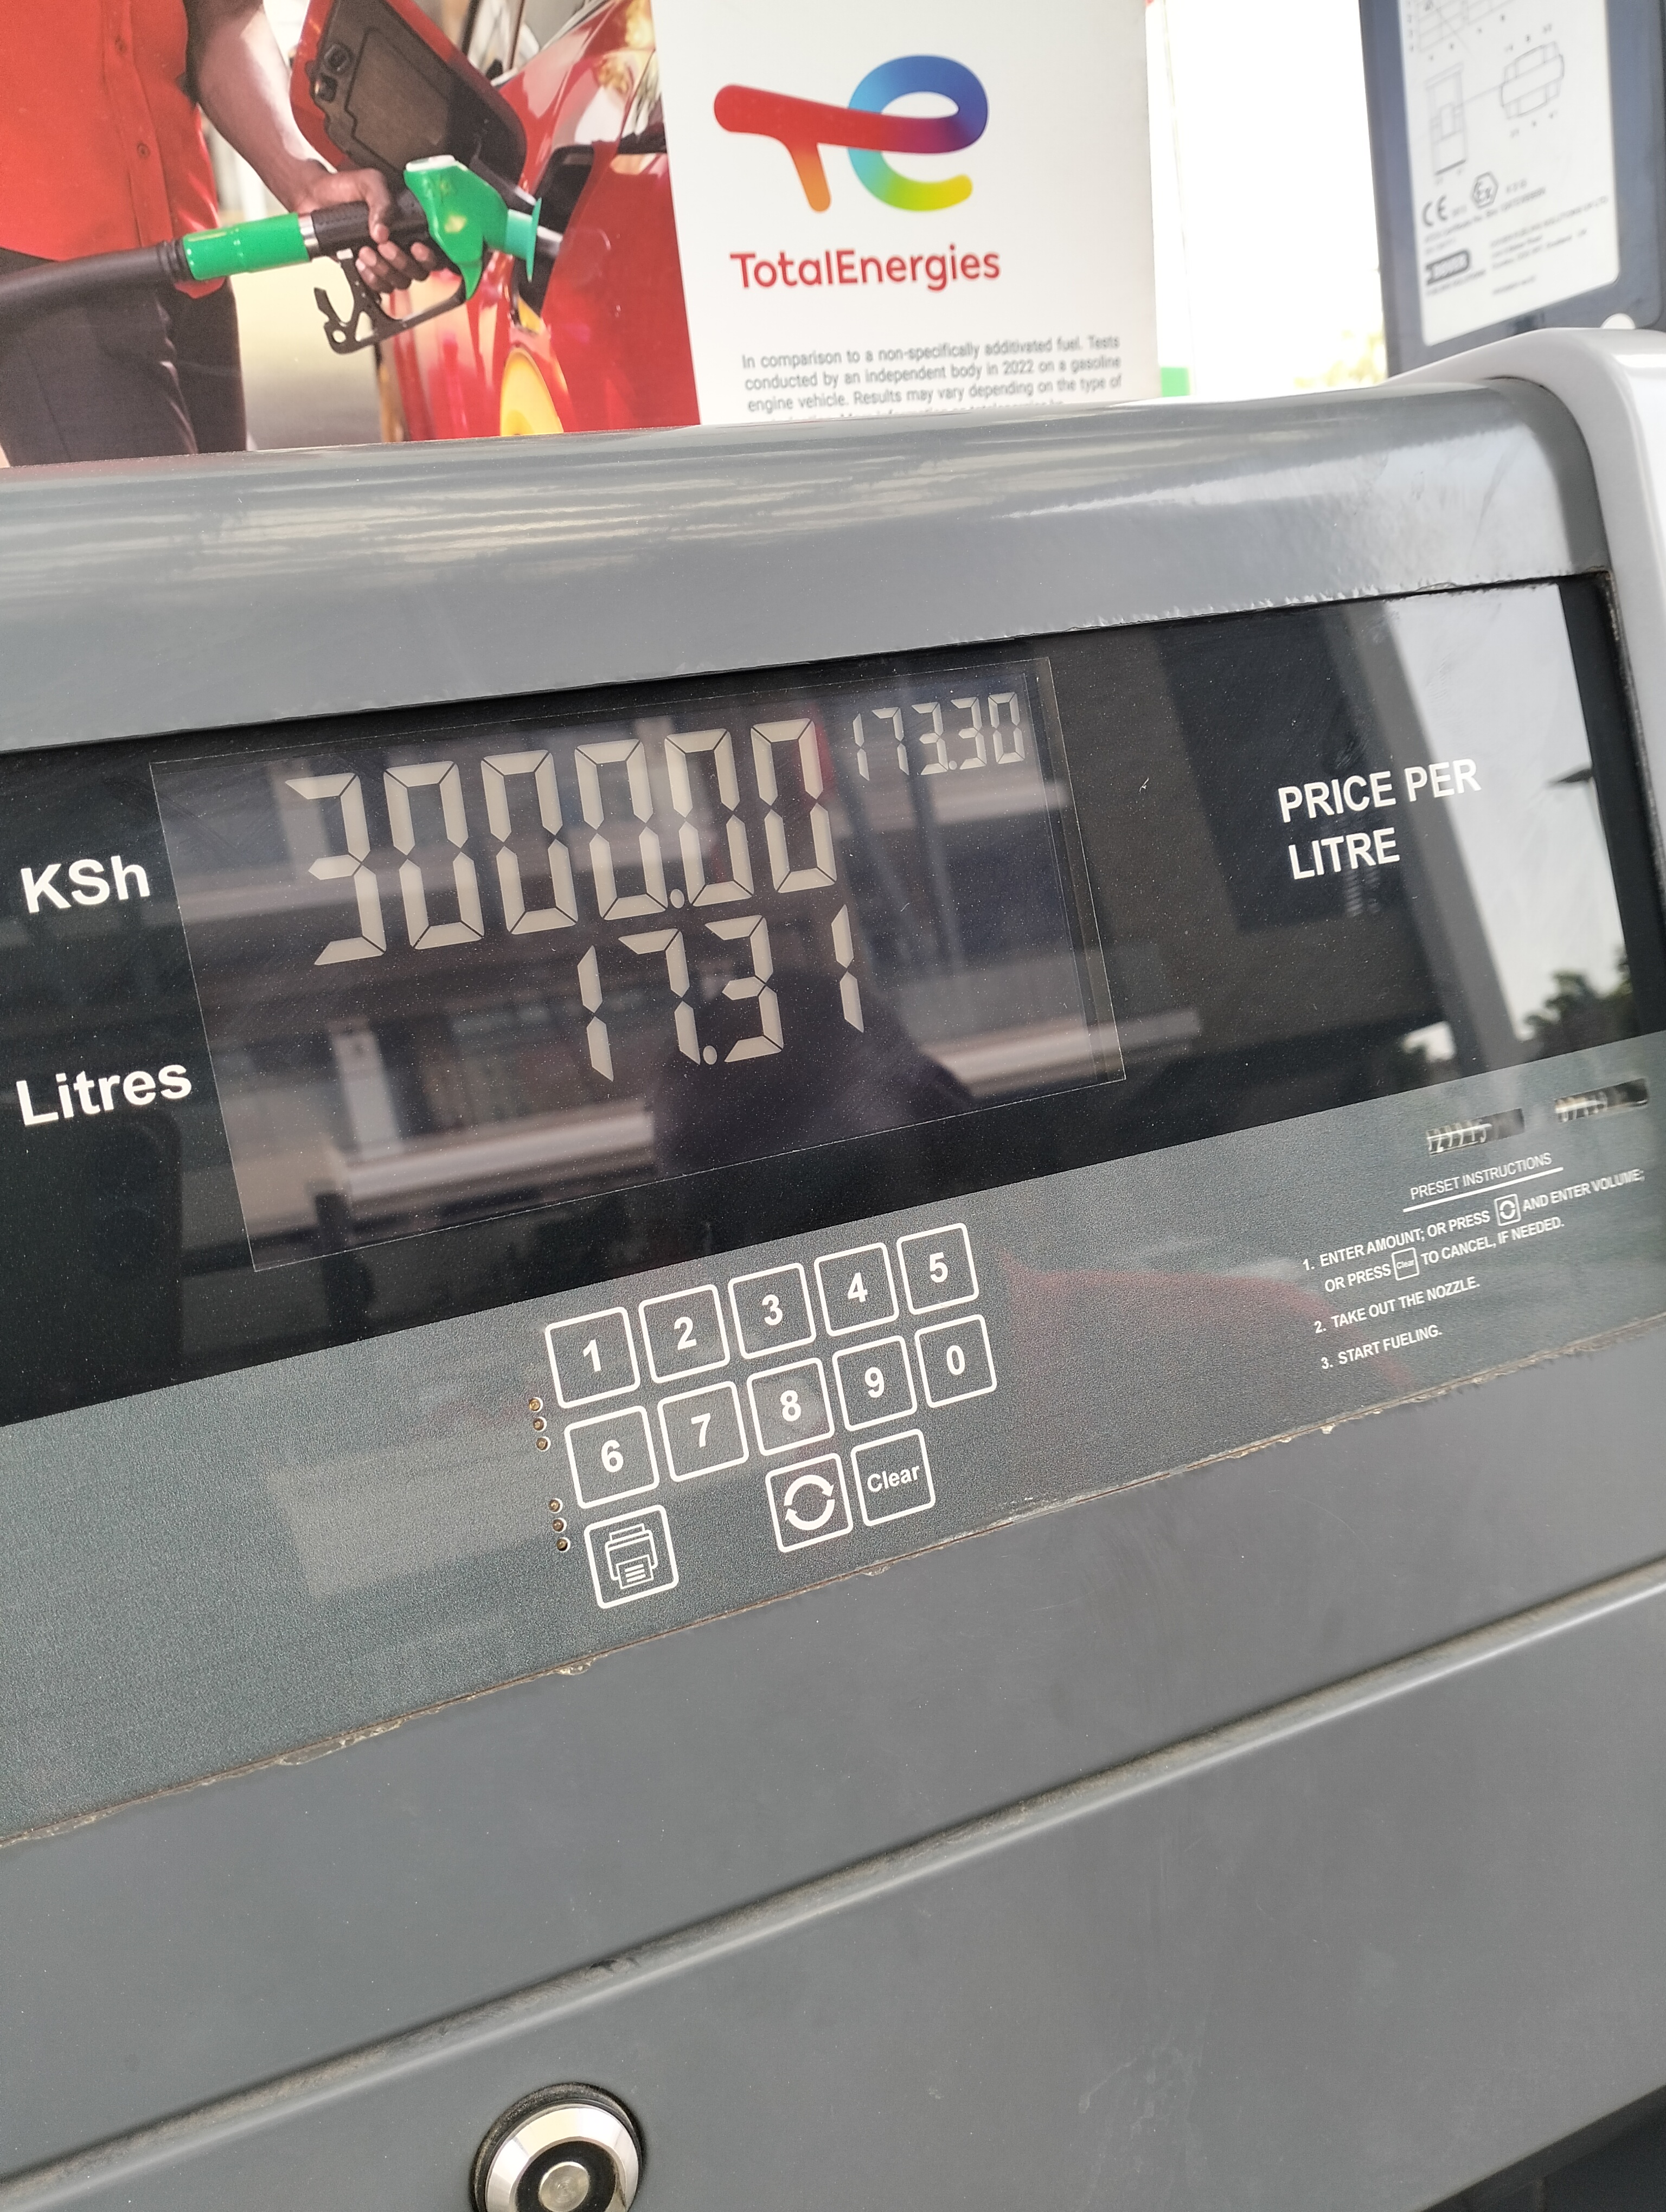 TotalEnergies
In comparison to a non-specifically additivated fuel. Tests
conducted by an independent body in 2022 on a gasoline
engine vehicle. Results may vary depending on the type of
173.30
KSh 3000.00
PRICE PER
LITRE
Litres 17.31
PRESET INSTRUCTIONS
1. ENTER AMOUNT; OR PRESS AND ENTER VOLUME;
OR PRESS Clear TO CANCEL, IF NEEDED.
2. TAKE OUT THE NOZZLE.
3. START FUELING.
1 2 3 4 5
6 7 8 9 0
Clear
CE
Ex